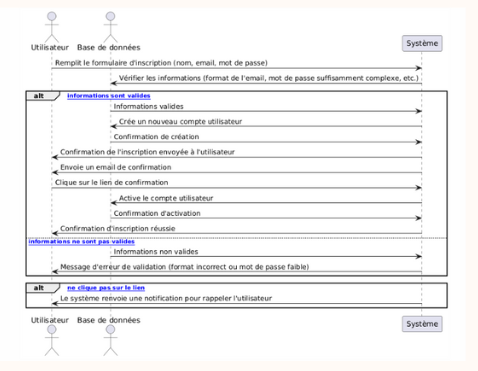 Utilisateur Base de données Système
Remplit le formulaire d'inscription (nom, email, mot de passe)
Vérifier les informations (format de l'email, mot de passe suffisamment complexe, etc.)
alt informations sont valides
Informations valides
Crée un nouveau compte utilisateur
Confirmation de création
Confirmation de l'inscription envoyée à l'utilisateur
Envoie un email de confirmation
Clique sur le lien de confirmation
Active le compte utilisateur
Confirmation d'activation
Confirmation d'inscription réussie
informations ne sont pas valides
Informations non valides
Message d'erreur de validation (format incorrect ou mot de passe faible)
alt ne clique pas sur le lien
Le système renvoie une notification pour rappeler l'utilisateur
Utilisateur Base de données Système